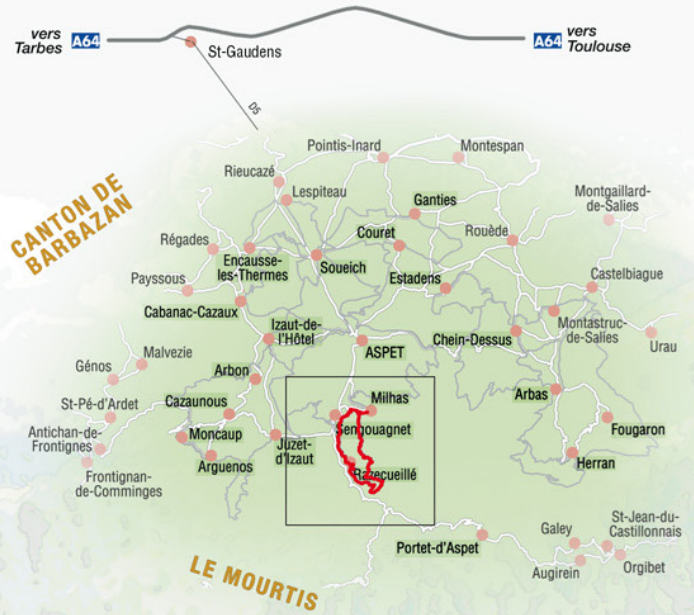 vers
Tarbes
A64
A64
vers
Toulouse
St-Gaudens
D5
CANTON DE
BARBAZAN
Pointis-Inard
Montespan
Rieucazé
Lespiteau
Ganties
Montgaillard-
de-Salies
Régades
Couret
Rouède
Encausse-
les-Thermes
Soueich
Payssous
Estadens
Castelbiague
Cabanac-Cazaux
Izaut-de-
l'Hôtel
ASPET
Chein-Dessus
Montastruc-
de-Salies
Urau
Malvezie
Génos
Arbon
Milhas
Arbas
St-Pé-d'Ardet
Cazaunous
Sengouagnet
Fougaron
Antichan-de-
Frontignes
Moncaup
Juzet-
d'Izaut
Arguenos
Razecueillé
Herran
Frontignan-
de-Comminges
St-Jean-du-
Castillonnais
Galey
Portet-d'Aspet
Orgibet
Augirein
LE MOURTIS